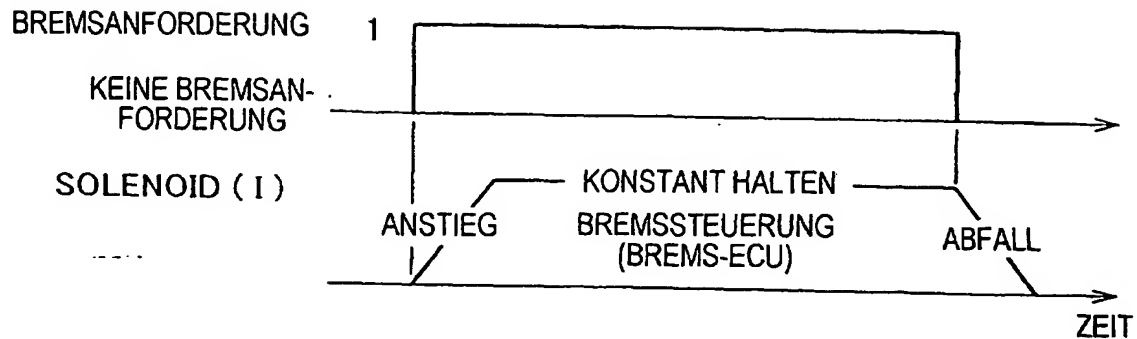 BREMSANFORDERUNG 1
KEINE BREMSAN-
FORDERUNG
SOLENOID (I)
KONSTANT HALTEN
ANSTIEG
BREMSSTEUERUNG
(BREMS-ECU)
ABFALL
ZEIT